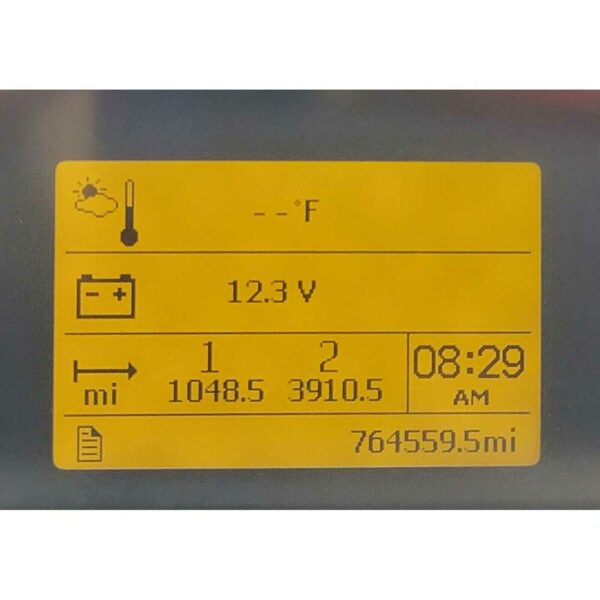 --°F
- +
12.3 V
1 2
mi 1048.5 3910.5
08:29
AM
764559.5mi